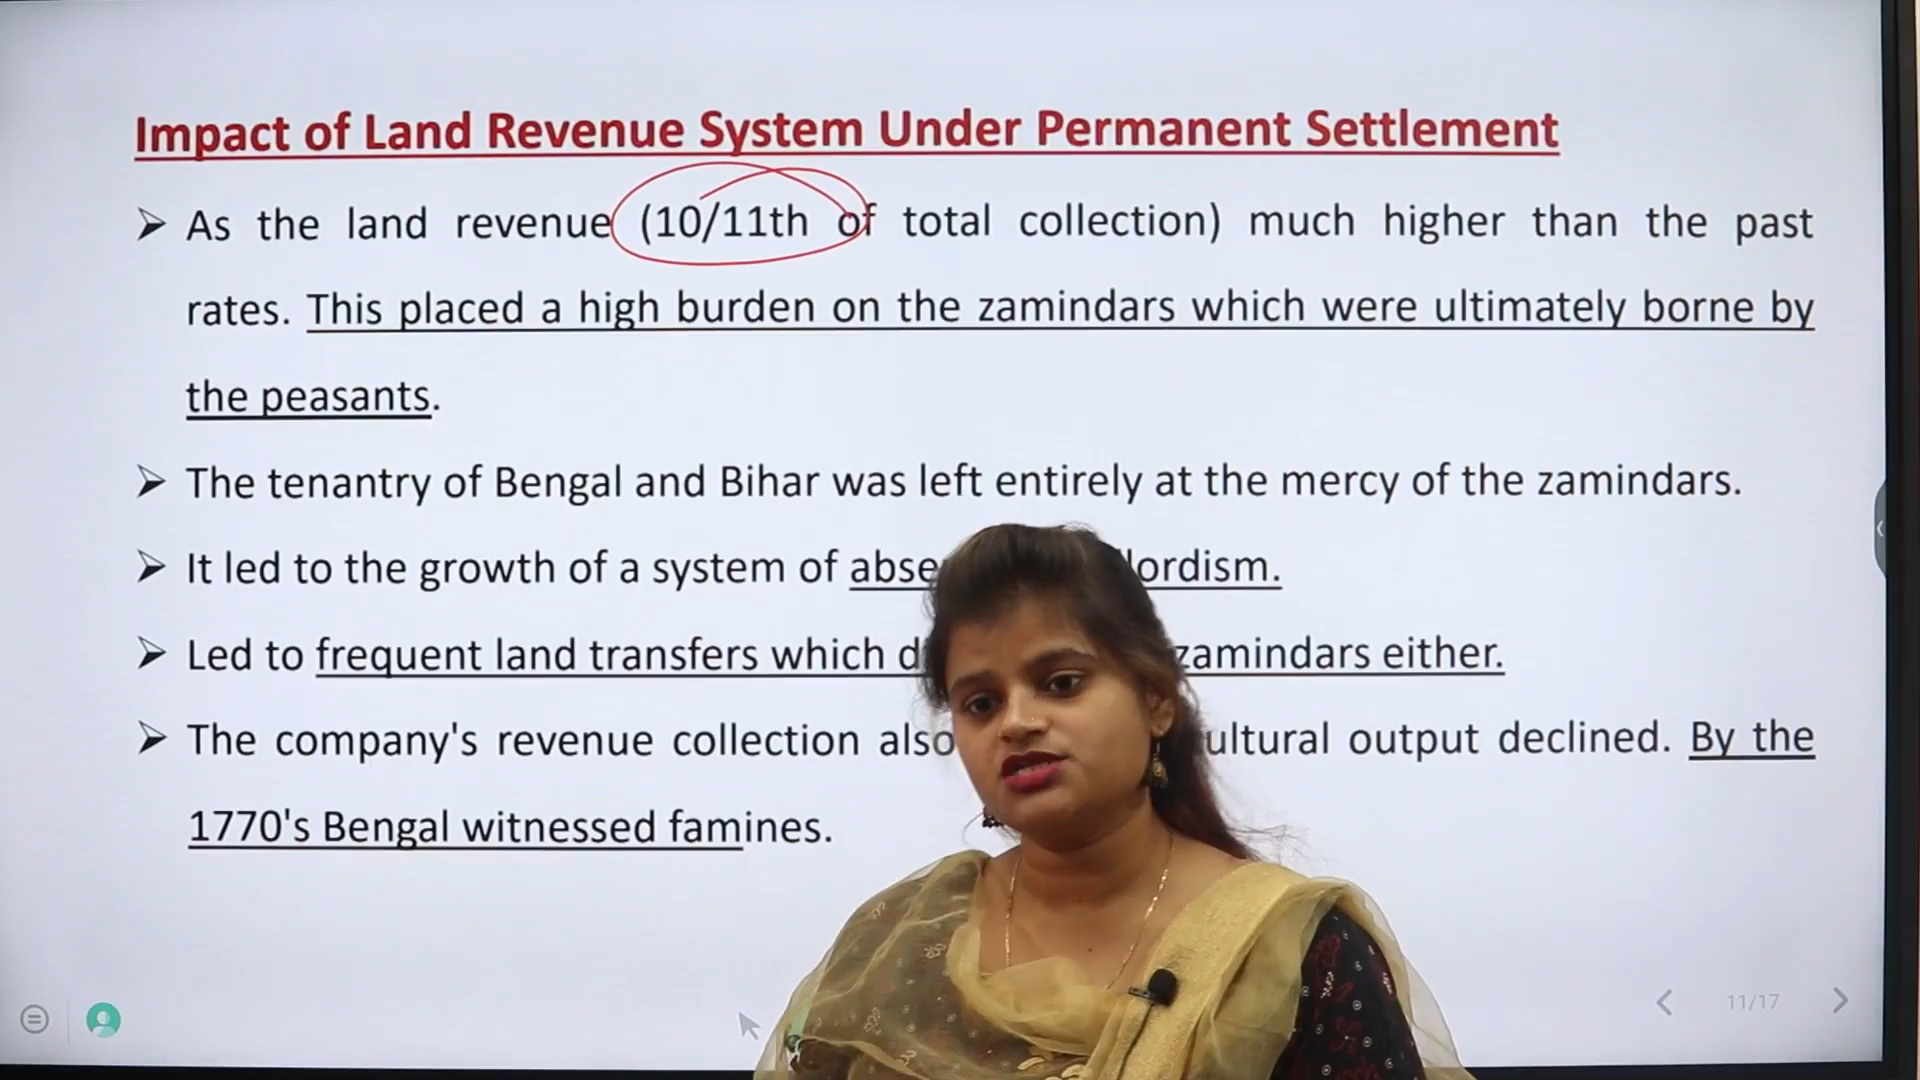 Impact of Land Revenue System Under Permanent Settlement
➤ As the land revenue (10/11th of total collection) much higher than the past
rates. This placed a high burden on the zamindars which were ultimately borne by
the peasants.
➤ The tenantry of Bengal and Bihar was left entirely at the mercy of the zamindars.
➤ It led to the growth of a system of
➤ Led to frequent land transfers which zamindars either.
➤ The company's revenue collection also output declined. By the
1770's Bengal witnessed famines.
11/17